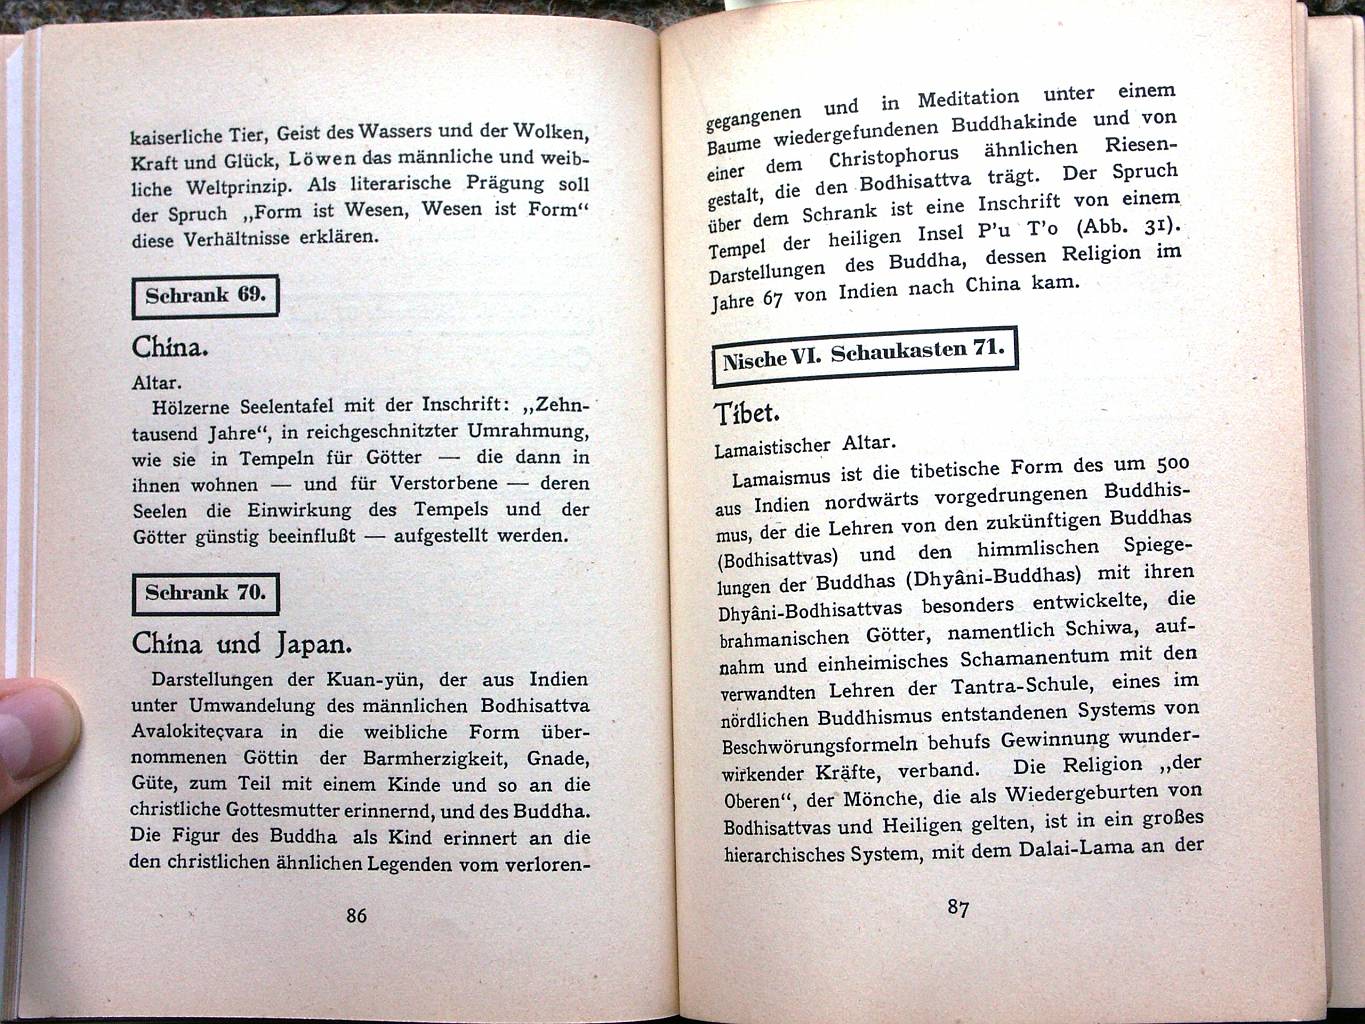 kaiserliche Tier, Geist des Wassers und der Wolken,
Kraft und Glück, Löwen das männliche und weib-
liche Weltprinzip. Als literarische Prägung soll
der Spruch „Form ist Wesen, Wesen ist Form“
diese Verhältnisse erklären.
Schrank 69.
China.
Altar.
Hölzerne Seelentafel mit der Inschrift: „Zehn-
tausend Jahre“, in reichgeschnitzter Umrahmung,
wie sie in Tempeln für Götter — die dann in
ihnen wohnen — und für Verstorbene — deren
Seelen die Einwirkung des Tempels und der
Götter günstig beeinflußt — aufgestellt werden.
Schrank 70.
China und Japan.
Darstellungen der Kuan-yün, der aus Indien
unter Umwandelung des männlichen Bodhisattva
Avalokiteçvara in die weibliche Form über-
nommenen Göttin der Barmherzigkeit, Gnade,
Güte, zum Teil mit einem Kinde und so an die
christliche Gottesmutter erinnernd, und des Buddha.
Die Figur des Buddha als Kind erinnert an die
den christlichen ähnlichen Legenden vom verloren-
86
gegangenen und in Meditation unter einem
Baume wiedergefundenen Buddhakinde und von
einer dem Christophorus ähnlichen Riesen-
gestalt, die den Bodhisattva trägt. Der Spruch
über dem Schrank ist eine Inschrift von einem
Tempel der heiligen Insel P'u T'o (Abb. 31).
Darstellungen des Buddha, dessen Religion im
Jahre 67 von Indien nach China kam.
Nische VI. Schaukasten 71.
Tibet.
Lamaistischer Altar.
Lamaismus ist die tibetische Form des um 500
aus Indien nordwärts vorgedrungenen Buddhis-
mus, der die Lehren von den zukünftigen Buddhas
(Bodhisattvas) und den himmlischen Spiege-
lungen der Buddhas (Dhyâni-Buddhas) mit ihren
Dhyâni-Bodhisattvas besonders entwickelte, die
brahmanischen Götter, namentlich Schiwa, auf-
nahm und einheimisches Schamanentum mit den
verwandten Lehren der Tantra-Schule, eines im
nördlichen Buddhismus entstandenen Systems von
Beschwörungsformeln behufs Gewinnung wunder-
wirkender Kräfte, verband. Die Religion „der
Oberen“, der Mönche, die als Wiedergeburten von
Bodhisattvas und Heiligen gelten, ist in ein großes
hierarchisches System, mit dem Dalai-Lama an der
87